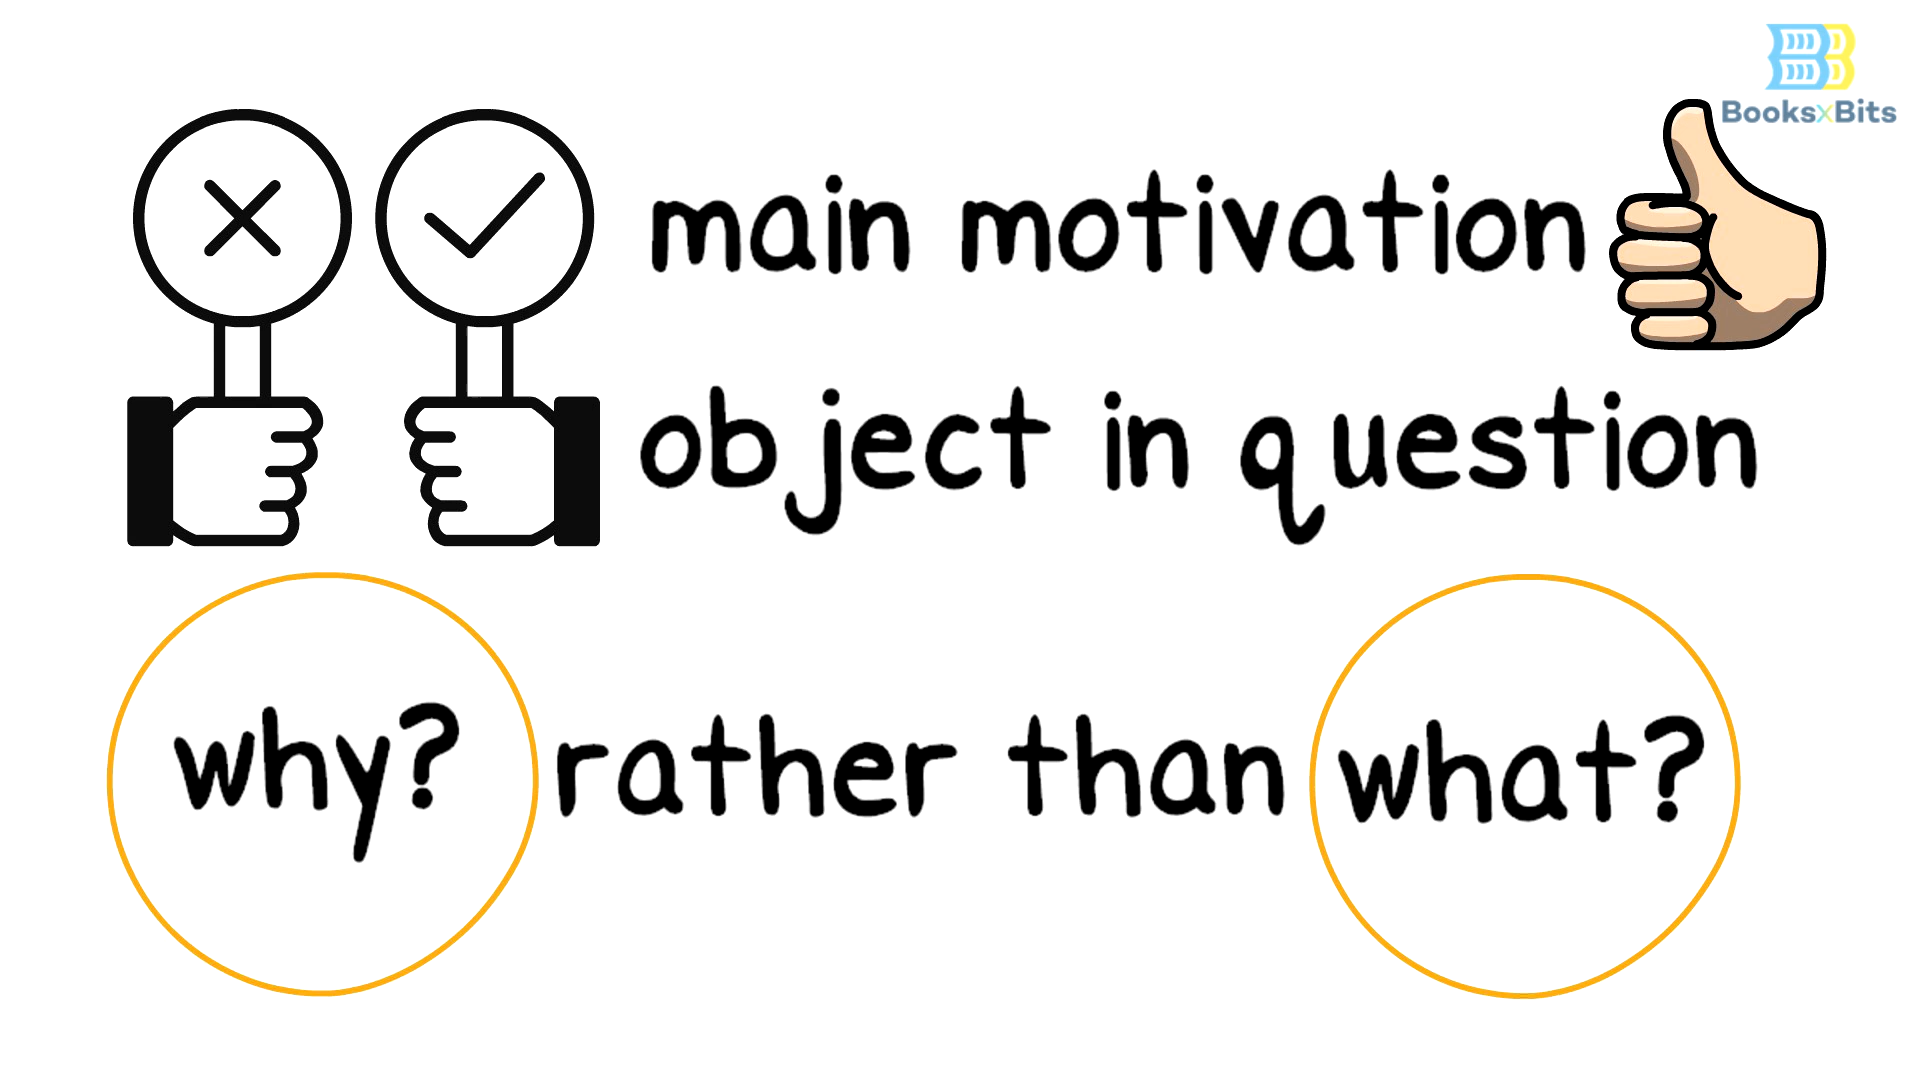 BooksxBits
main motivation
object in question
why? rather than what?